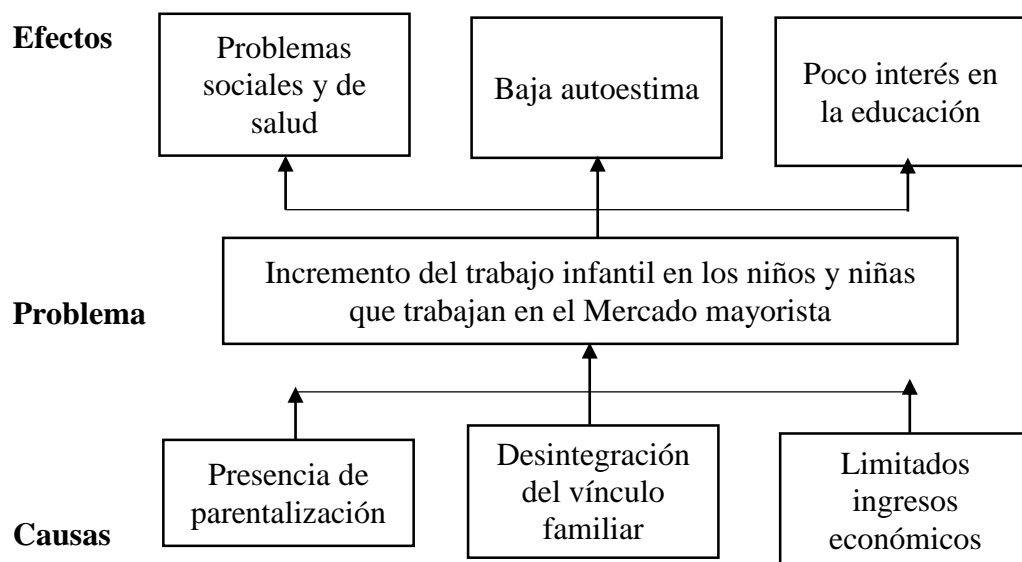 Efectos
Problemas
sociales y de
salud
Baja autoestima
Poco interés en
la educación
Problema
Incremento del trabajo infantil en los niños y niñas
que trabajan en el Mercado mayorista
Causas
Presencia de
parentalización
Desintegración
del vínculo
familiar
Limitados
ingresos
económicos